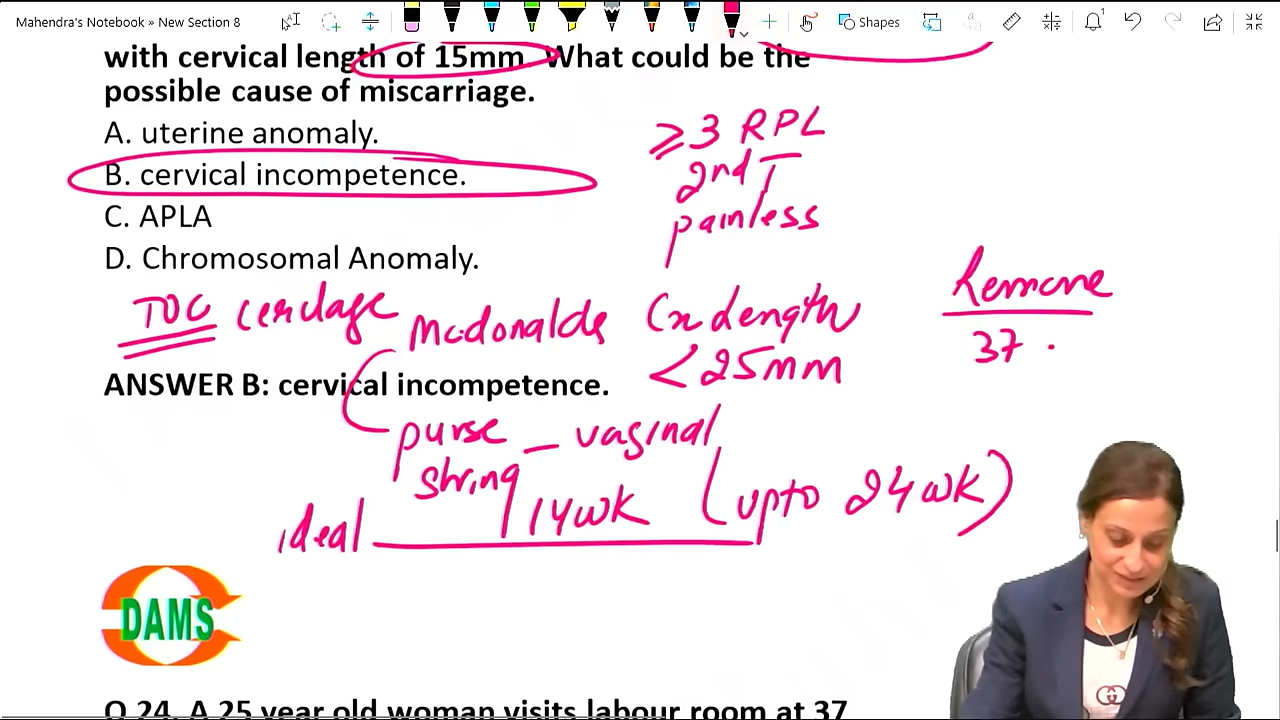 Mahendra's Notebook » New Section 8
Shapes
with cervical length of 15mm What could be the
possible cause of miscarriage.
A. uterine anomaly.
B. cervical incompetence.
C. APLA
D. Chromosomal Anomaly.
≥3 RPL
2nd T
painless
TOC cerclage
Mcdonalds
Cx length
<25mm
Remove
37
ANSWER B: cervical incompetence.
purse - vaginal
string
ideal 14wk (upto 24wk)
DAMS
Q 24. A 25 year old woman visits labour room at 37